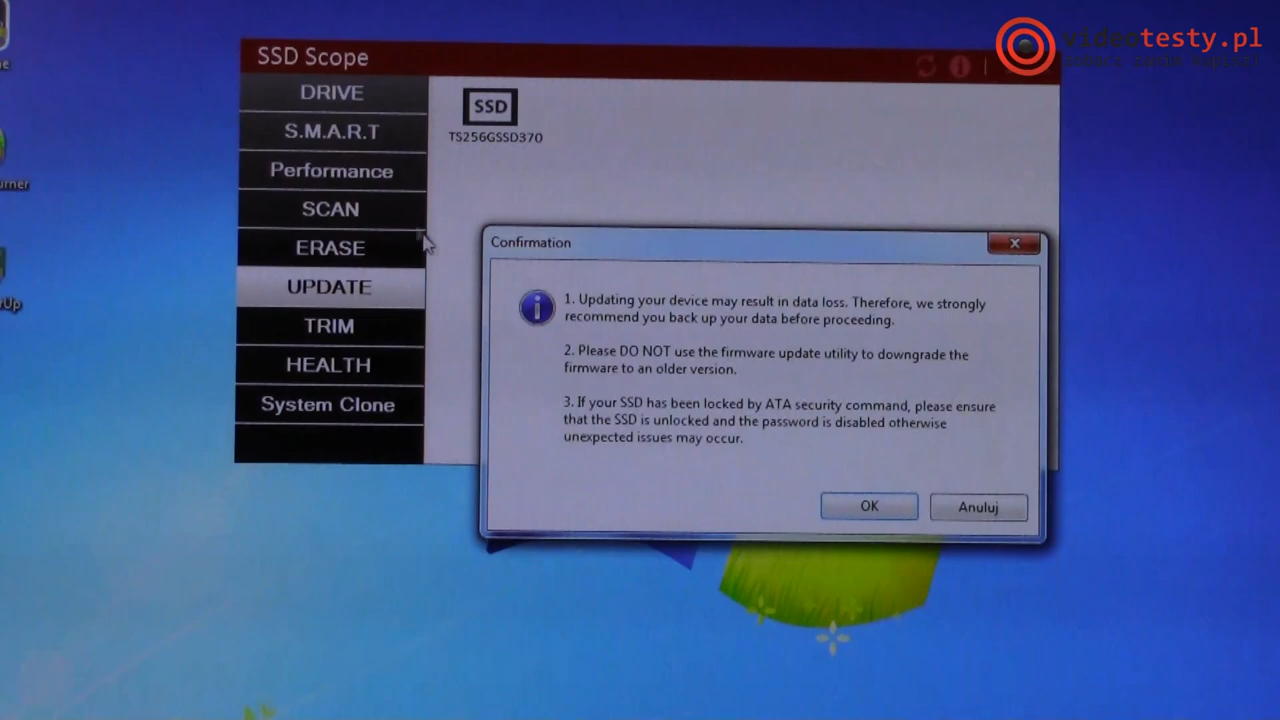 videotesty.pl
SSD Scope
DRIVE
S.M.A.R.T
Performance
SCAN
ERASE
UPDATE
TRIM
HEALTH
System Clone
SSD
TS256GSSD370
Confirmation
1. Updating your device may result in data loss. Therefore, we strongly
recommend you back up your data before proceeding.
2. Please DO NOT use the firmware update utility to downgrade the
firmware to an older version.
3. If your SSD has been locked by ATA security command, please ensure
that the SSD is unlocked and the password is disabled otherwise
unexpected issues may occur.
OK
Anuluj